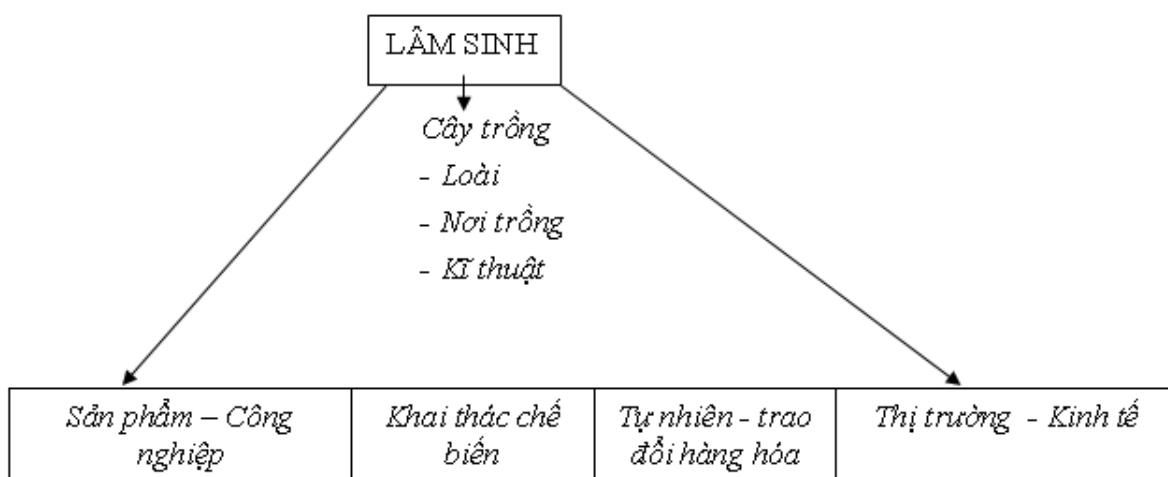 LÂM SINH
Cây trồng
- Loài
- Nơi trồng
- Kĩ thuật
Sản phẩm – Công
nghiệp
Khai thác chế
biến
Tự nhiên - trao
đổi hàng hóa
Thị trường - Kinh tế